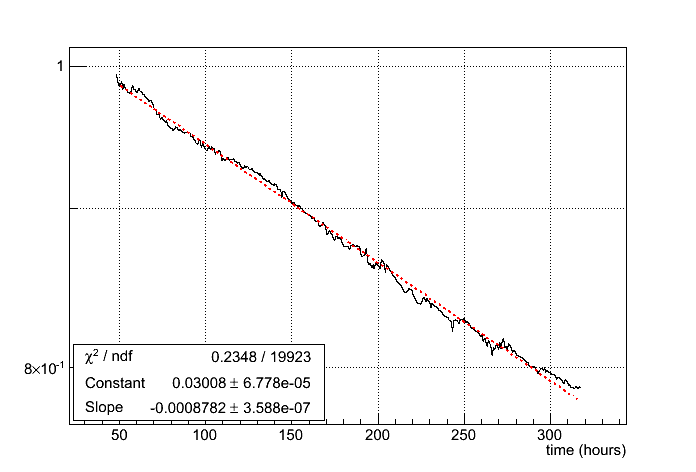 1
8×10⁻¹
χ² / ndf 0.2348 / 19923
Constant 0.03008 ± 6.778e-05
Slope -0.0008782 ± 3.588e-07
50 100 150 200 250 300
time (hours)